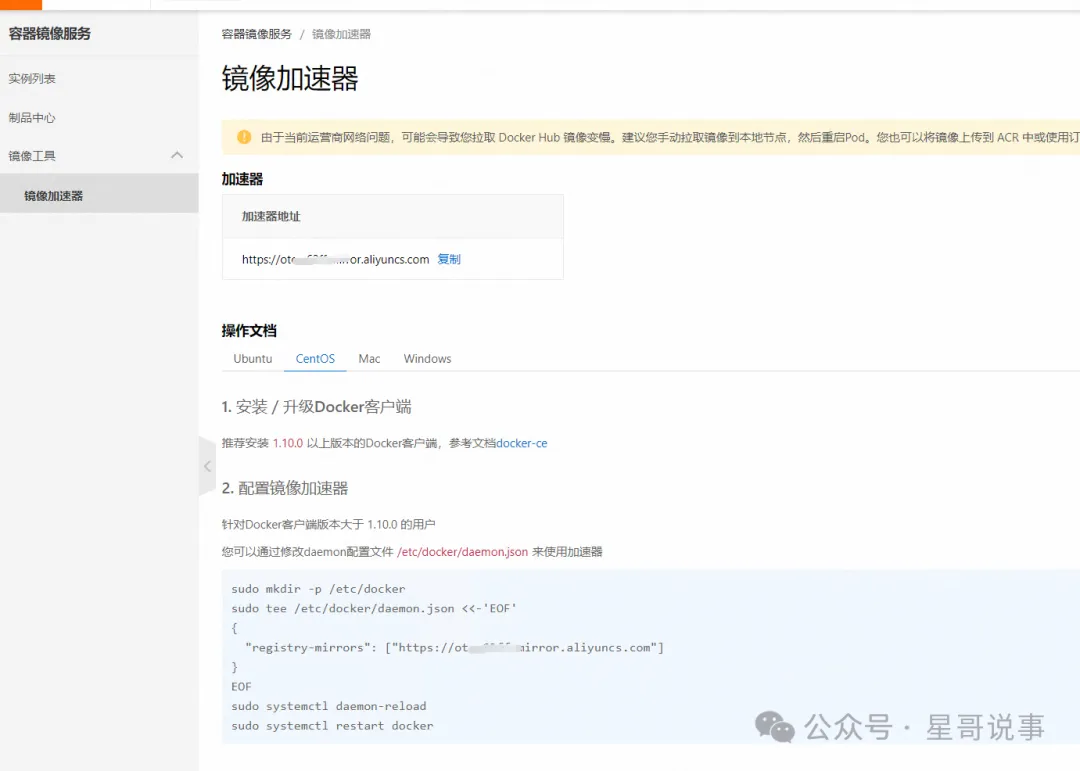 容器镜像服务
实例列表
制品中心
镜像工具
镜像加速器
容器镜像服务 / 镜像加速器
镜像加速器
由于当前运营商网络问题，可能会导致您拉取 Docker Hub 镜像变慢。建议您手动拉取镜像到本地节点，然后重启Pod。您也可以将镜像上传到 ACR 中或使用订
加速器
加速器地址
https://ote or.aliyuncs.com 复制
操作文档
Ubuntu CentOS Mac Windows
1. 安装 / 升级Docker客户端
推荐安装 1.10.0 以上版本的Docker客户端，参考文档docker-ce
2. 配置镜像加速器
针对Docker客户端版本大于 1.10.0 的用户
您可以通过修改daemon配置文件 /etc/docker/daemon.json 来使用加速器
sudo mkdir -p /etc/docker
sudo tee /etc/docker/daemon.json <<-'EOF'
{
"registry-mirrors": ["https://ot mirror.aliyuncs.com"]
}
EOF
sudo systemctl daemon-reload
sudo systemctl restart docker
公众号 · 星哥说事